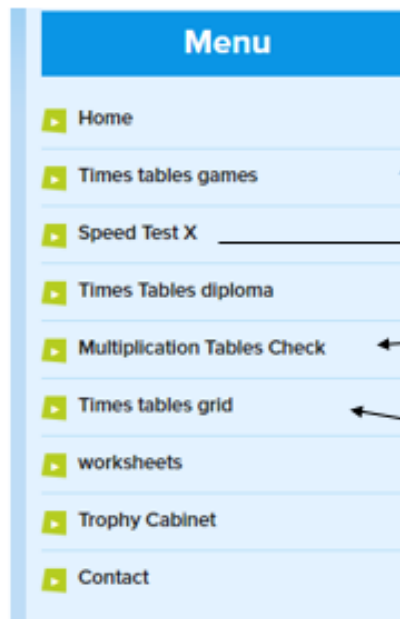 Menu
Home
Times tables games
Speed Test X
Times Tables diploma
Multiplication Tables Check
Times tables grid
worksheets
Trophy Cabinet
Contact